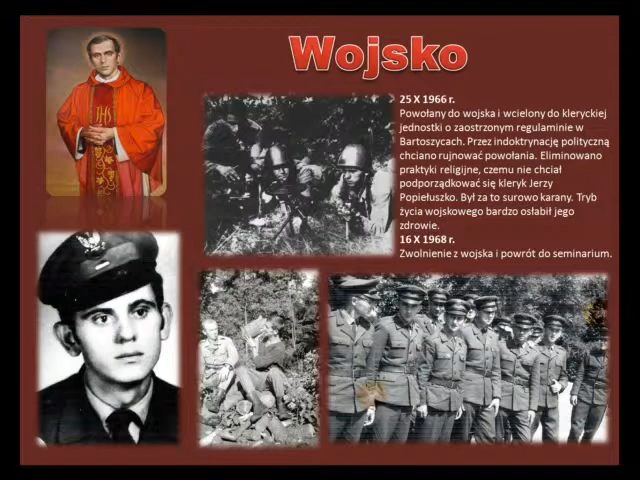 Wojsko
25 X 1966 r.
Powołany do wojska i wcielony do kleryckiej
jednostki o zaostrzonym regulaminie w
Bartoszycach. Przez indoktrynację polityczną
chciano rujnować powołania. Eliminowano
praktyki religijne, czemu nie chciał
podporządkować się kleryk Jerzy
Popiełuszko. Był za to surowo karany. Tryb
życia wojskowego bardzo osłabił jego
zdrowie.
16 X 1968 r.
Zwolnienie z wojska i powrót do seminarium.